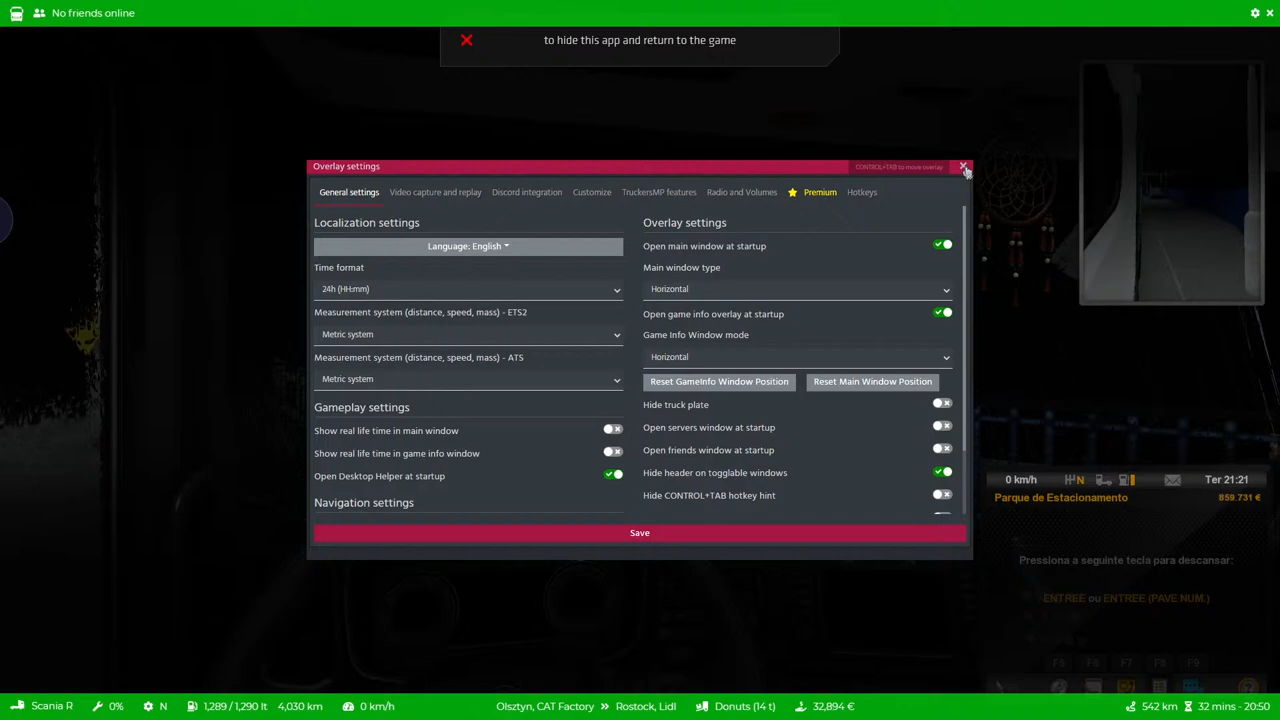 No friends online
to hide this app and return to the game
Overlay settings
CONTROL+TAB to move overlay
General settings
Video capture and replay
Discord integration
Customize
TruckersMP features
Radio and Volumes
Premium
Hotkeys
Localization settings
Language: English
Time format
24h (HH:mm)
Measurement system (distance, speed, mass) - ETS2
Metric system
Measurement system (distance, speed, mass) - ATS
Metric system
Gameplay settings
Show real life time in main window
Show real life time in game info window
Open Desktop Helper at startup
Navigation settings
Overlay settings
Open main window at startup
Main window type
Horizontal
Open game info overlay at startup
Game Info Window mode
Horizontal
Reset GameInfo Window Position
Reset Main Window Position
Hide truck plate
Open servers window at startup
Open friends window at startup
Hide header on togglable windows
Hide CONTROL+TAB hotkey hint
Save
0 km/h
N
Ter 21:21
Parque de Estacionamento
859.731 €
Pressiona a seguinte tecla para descansar:
ENTREE ou ENTREE (PAVE NUM.)
F5 F6 F7 F8 F9
Scania R
0%
N
1,289 / 1,290 lt
4,030 km
0 km/h
Olsztyn, CAT Factory
Rostock, Lidl
Donuts (14 t)
32,894 €
542 km
32 mins - 20:50